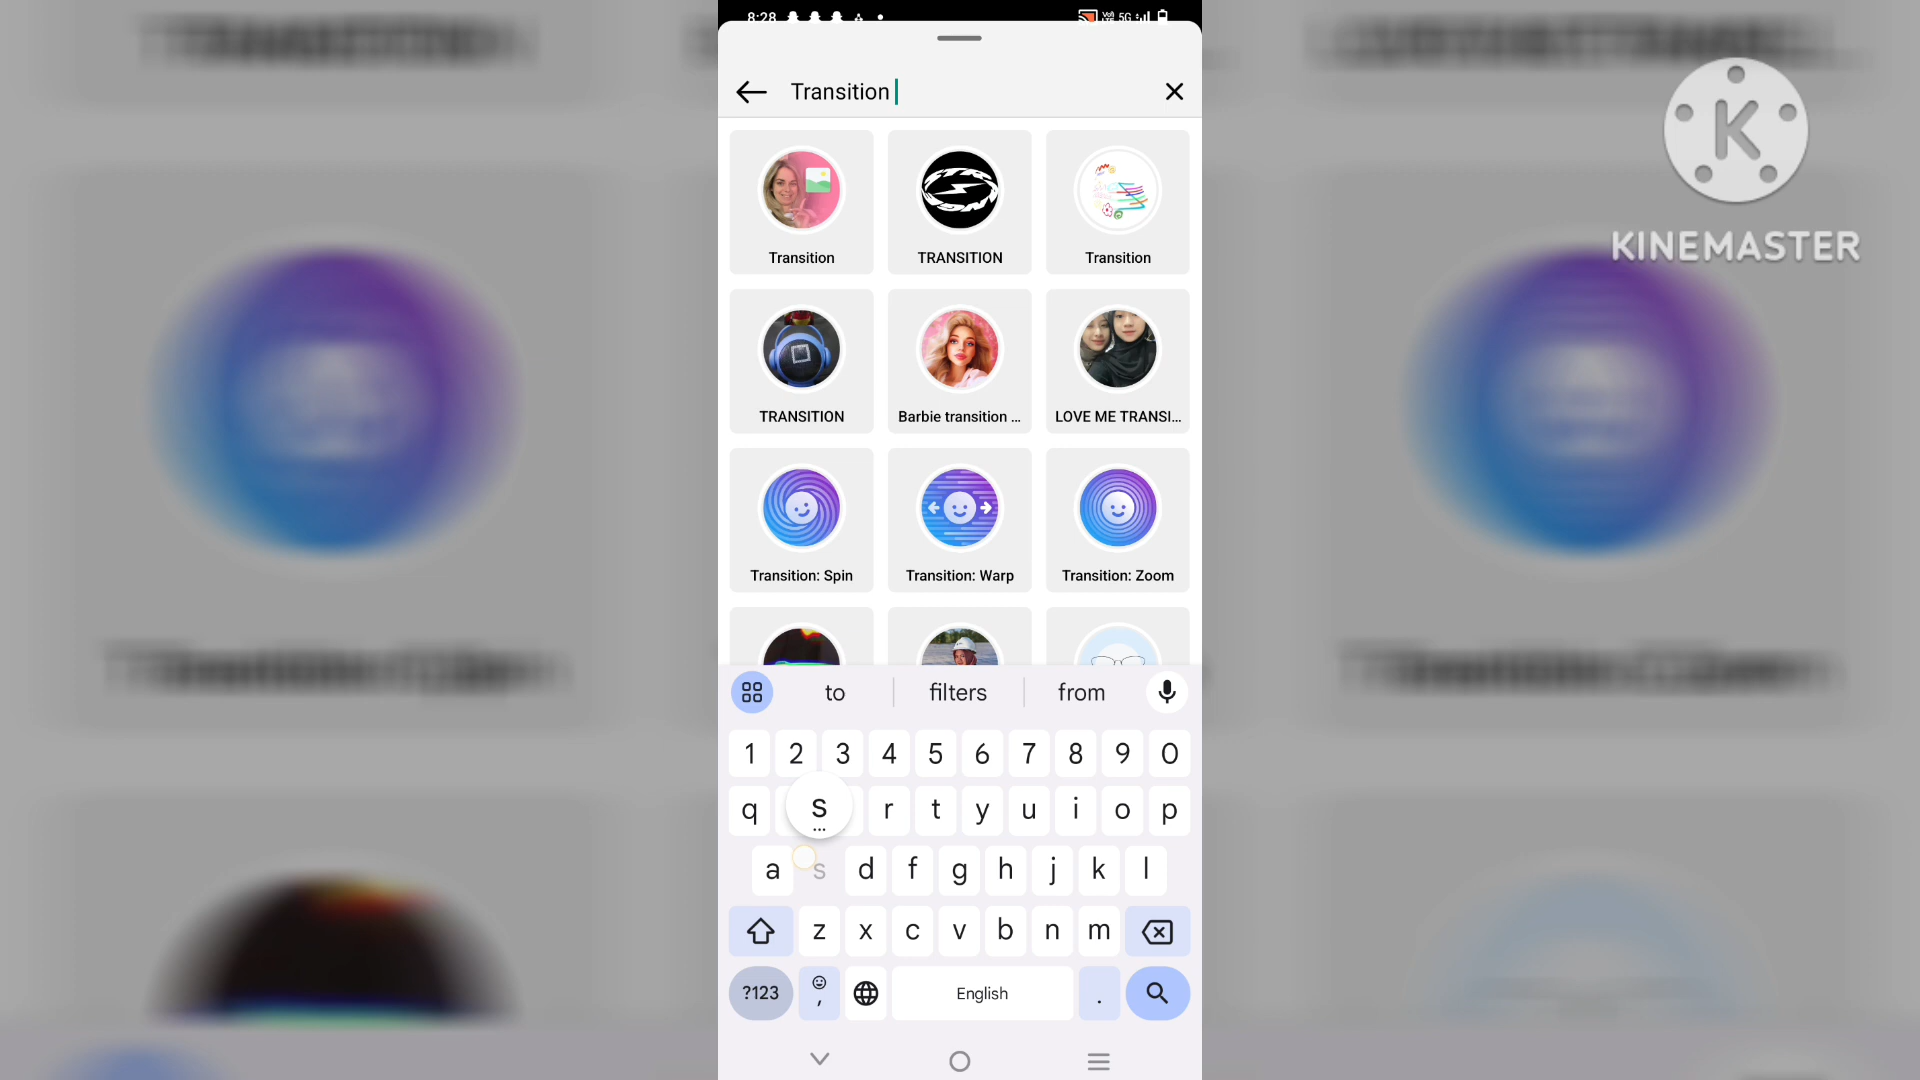 8:28
5G
Transition
Transition TRANSITION Transition
TRANSITION Barbie transition ... LOVE ME TRANSI...
Transition: Spin Transition: Warp Transition: Zoom
to filters from
1 2 3 4 5 6 7 8 9 0
q s r t y u i o p
a s d f g h j k l
z x c v b n m
?123 , English .
K
KINEMASTER